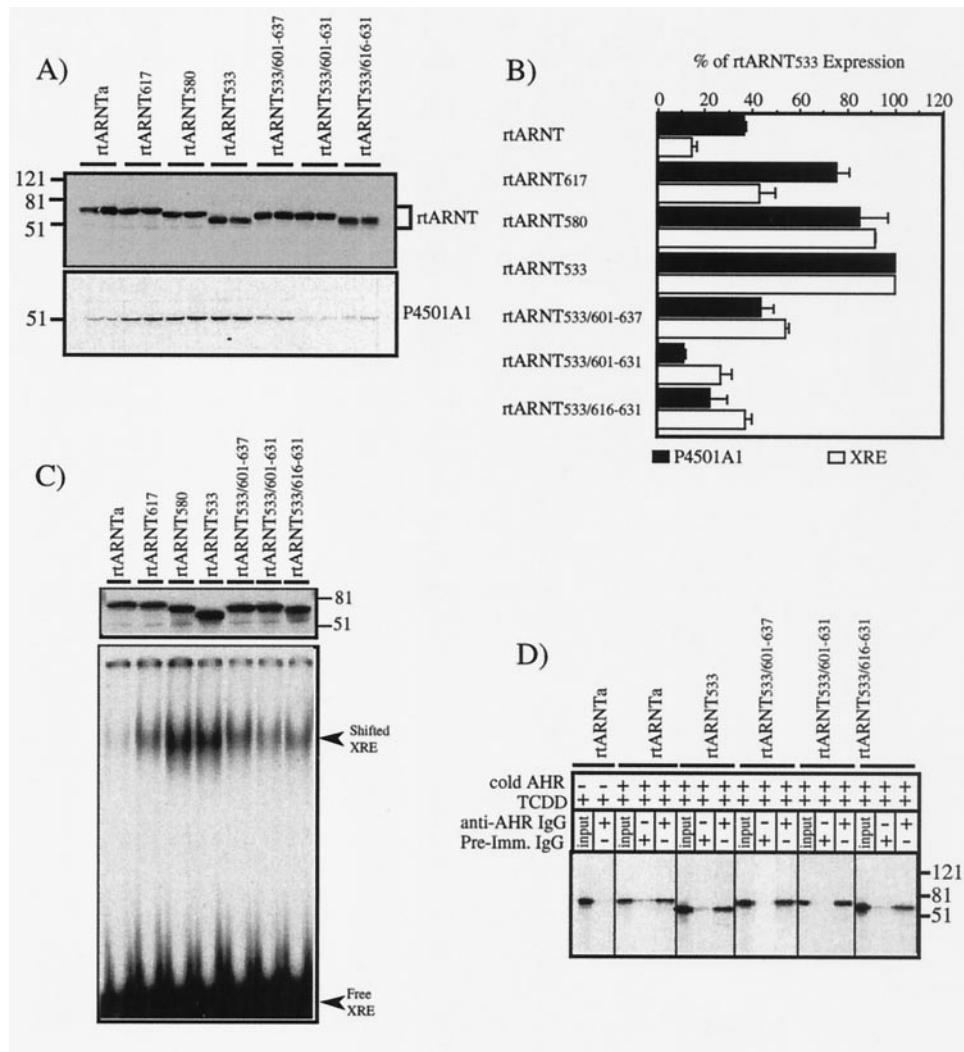 A)
rtARNTa
rtARNT617
rtARNT580
rtARNT533
rtARNT533/601-637
rtARNT533/601-631
rtARNT533/616-631
121
81
51
rtARNT
51
P4501A1
B)
% of rtARNT533 Expression
0 20 40 60 80 100 120
rtARNT
rtARNT617
rtARNT580
rtARNT533
rtARNT533/601-637
rtARNT533/601-631
rtARNT533/616-631
P4501A1 XRE
C)
rtARNTa
rtARNT617
rtARNT580
rtARNT533
rtARNT533/601-637
rtARNT533/601-631
rtARNT533/616-631
81
51
Shifted
XRE
Free
XRE
D)
rtARNTa
rtARNTa
rtARNT533
rtARNT533/601-637
rtARNT533/601-631
rtARNT533/616-631
cold AHR - - + + + + + + + + + + + + + + +
TCDD + + + + + + + + + + + + + + + + +
anti-AHR IgG input + input - + input - + input - + input - + input - +
Pre-Imm. IgG - + - + - + - + - + -
121
81
51